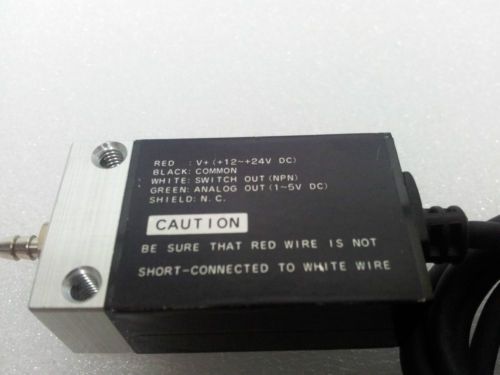 RED : V+(+12~+24V DC)
BLACK: COMMON
WHITE: SWITCH OUT(NPN)
GREEN: ANALOG OUT(1~5V DC)
SHIELD: N.C.
CAUTION
BE SURE THAT RED WIRE IS NOT
SHORT-CONNECTED TO WHITE WIRE